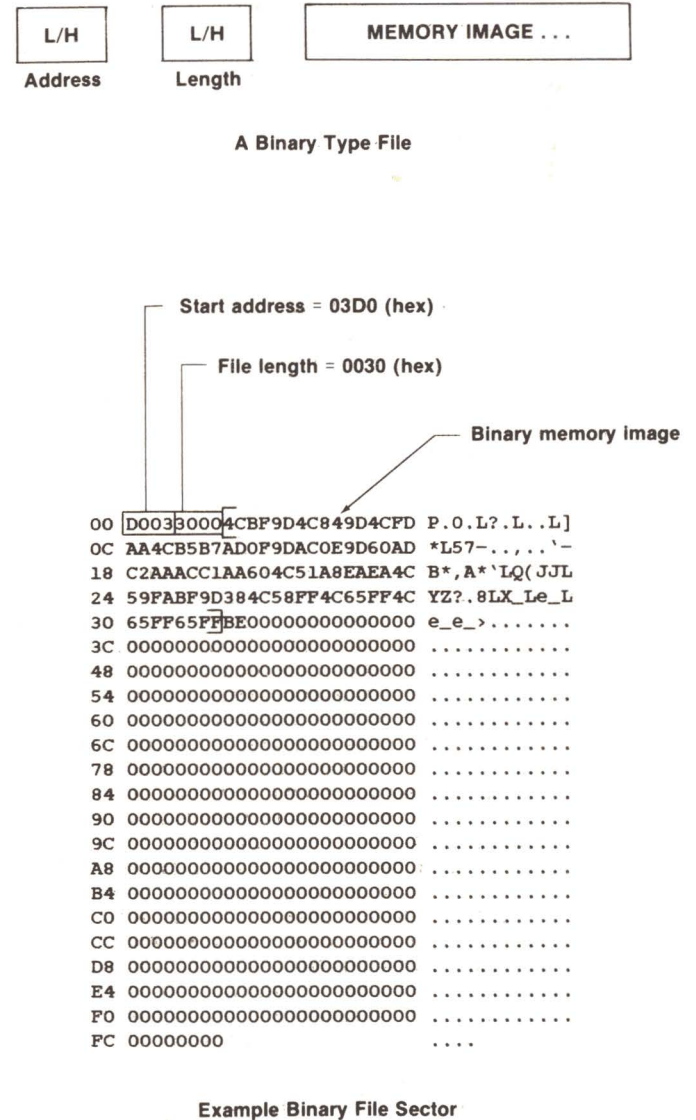 L/H L/H MEMORY IMAGE . . .
Address Length
A Binary Type File
Start address = 03D0 (hex)
File length = 0030 (hex)
Binary memory image
00 D00330004CBF9D4C849D4CFD P.0.L?.L..L]
0C AA4CB5B7AD0F9DAC0E9D60AD *L57-..,..`-
18 C2AAACC1AA604C51A8EAEA4C B*,A*`LQ(JJL
24 59FABF9D384C58FF4C65FF4C YZ?.8LX_Le_L
30 65FF65FFBE00000000000000 e_e_>.......
3C 000000000000000000000000 ............
48 000000000000000000000000 ............
54 000000000000000000000000 ............
60 000000000000000000000000 ............
6C 000000000000000000000000 ............
78 000000000000000000000000 ............
84 000000000000000000000000 ............
90 000000000000000000000000 ............
9C 000000000000000000000000 ............
A8 000000000000000000000000 ............
B4 000000000000000000000000 ............
C0 000000000000000000000000 ............
CC 000000000000000000000000 ............
D8 000000000000000000000000 ............
E4 000000000000000000000000 ............
F0 000000000000000000000000 ............
FC 00000000 ....
Example Binary File Sector